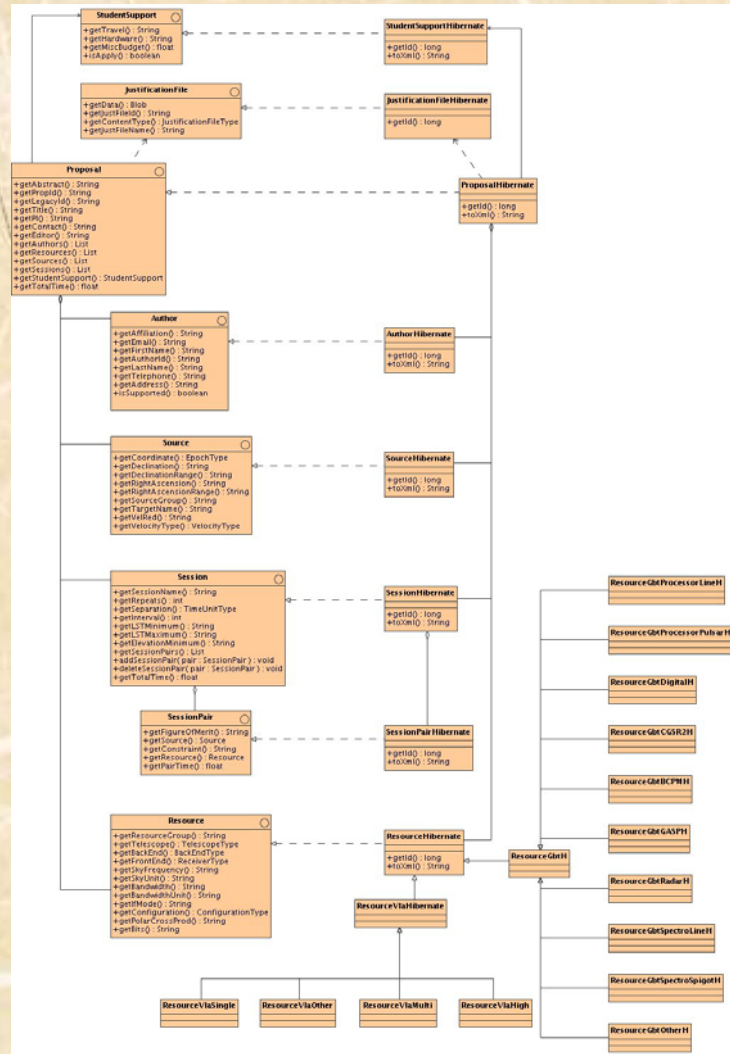 StudentSupport
+getTravel() : String
+getHardware() : String
+getMiscBudget() : float
+isApply() : boolean
StudentSupportHibernate
+getId() : long
+toXml() : String
JustificationFile
+getData() : Blob
+getJustFileId() : String
+getContentType() : JustificationFileType
+getJustFileName() : String
JustificationFileHibernate
+getId() : long
Proposal
+getAbstract() : String
+getPropId() : String
+getLegacyId() : String
+getTitle() : String
+getPI() : String
+getContact() : String
+getEditor() : String
+getAuthors() : List
+getResources() : List
+getSources() : List
+getSessions() : List
+getStudentSupport() : StudentSupport
+getTotalTime() : float
ProposalHibernate
+getId() : long
+toXml() : String
Author
+getAffiliation() : String
+getEmail() : String
+getFirstName() : String
+getAuthorId() : String
+getLastName() : String
+getTelephone() : String
+getAddress() : String
+isSupported() : boolean
AuthorHibernate
+getId() : long
+toXml() : String
Source
+getCoordinate() : EpochType
+getDeclination() : String
+getDeclinationRange() : String
+getRightAscension() : String
+getRightAscensionRange() : String
+getSourceGroup() : String
+getTargetName() : String
+getVelRed() : String
+getVelocityType() : VelocityType
SourceHibernate
+getId() : long
+toXml() : String
Session
+getSessionName() : String
+getRepeats() : int
+getSeparation() : TimeUnitType
+getInterval() : int
+getLSTMinimum() : String
+getLSTMaximum() : String
+getElevationMinimum() : String
+getSessionPairs() : List
+addSessionPair( pair : SessionPair ) : void
+deleteSessionPair( pair : SessionPair ) : void
+getTotalTime() : float
SessionHibernate
+getId() : long
+toXml() : String
SessionPair
+getFigureOfMerit() : String
+getSource() : Source
+getConstraint() : String
+getResource() : Resource
+getPairTime() : float
SessionPairHibernate
+getId() : long
+toXml() : String
Resource
+getResourceGroup() : String
+getTelescope() : TelescopeType
+getBackEnd() : BackEndType
+getFrontEnd() : ReceiverType
+getSkyFrequency() : String
+getSkyUnit() : String
+getBandwidth() : String
+getBandwidthUnit() : String
+getIfMode() : String
+getConfiguration() : ConfigurationType
+getPolarCrossProd() : String
+getBits() : String
ResourceHibernate
+getId() : long
+toXml() : String
ResourceVlaHibernate
ResourceVlaSingle
ResourceVlaOther
ResourceVlaMulti
ResourceVlaHigh
ResourceGbtH
ResourceGbtProcessorLineH
ResourceGbtProcessorPulsarH
ResourceGbtDigitalH
ResourceGbtCGSR2H
ResourceGbtBCPMH
ResourceGbtGASPH
ResourceGbtRadarH
ResourceGbtSpectroLineH
ResourceGbtSpectroSpigotH
ResourceGbtOtherH